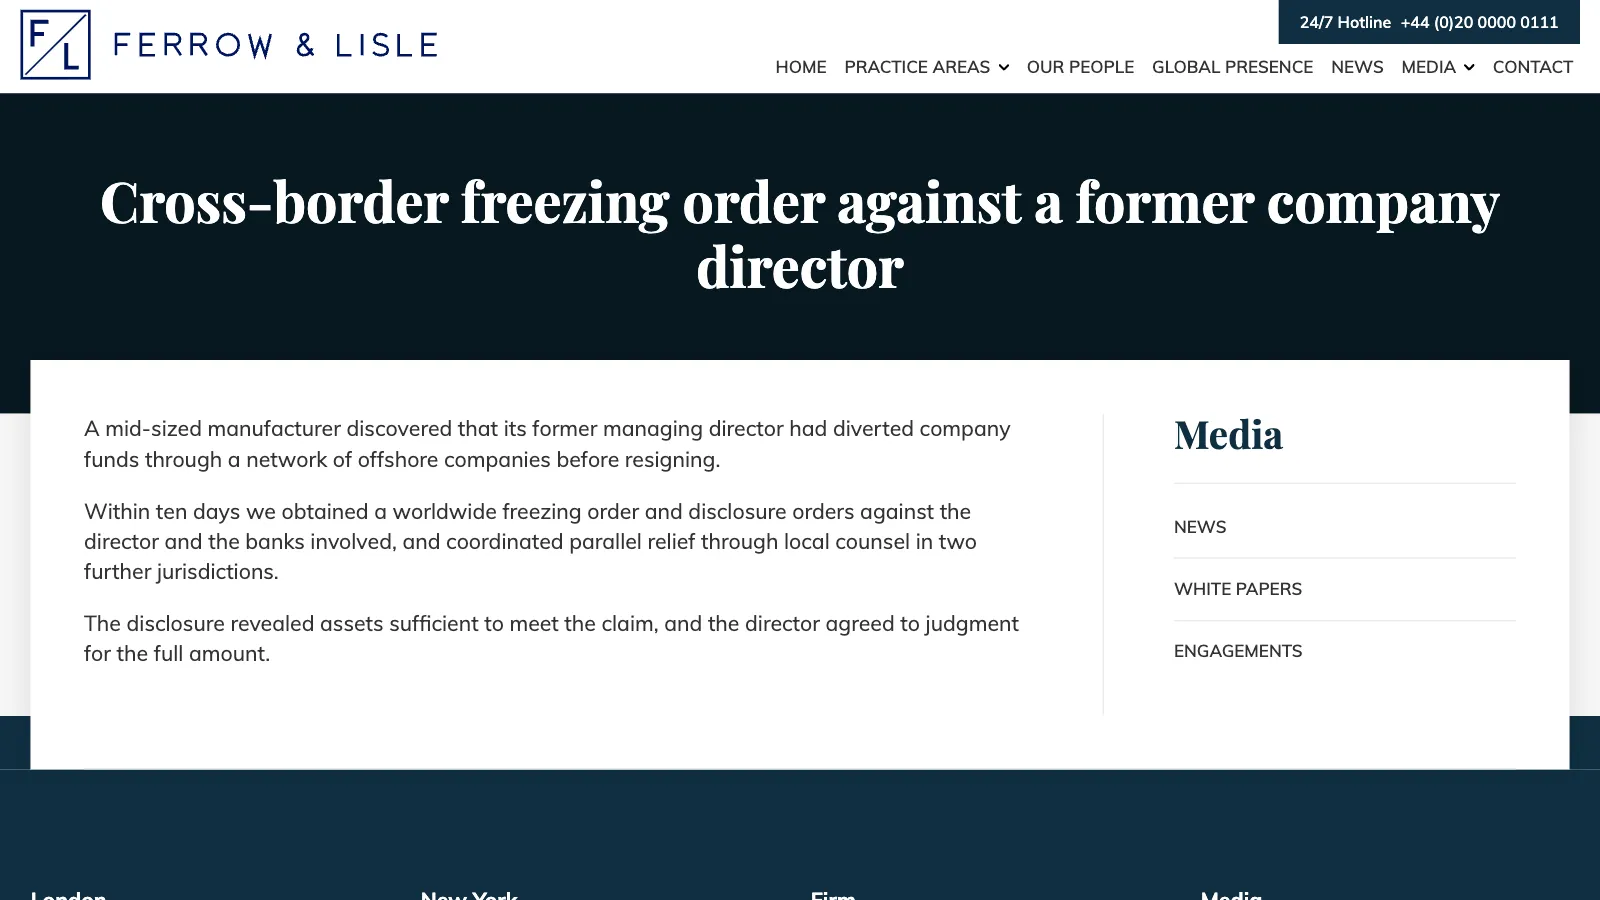 F L FERROW & LISLE
24/7 Hotline +44 (0)20 0000 0111
HOME PRACTICE AREAS OUR PEOPLE GLOBAL PRESENCE NEWS MEDIA CONTACT
Cross-border freezing order against a former company
director
A mid-sized manufacturer discovered that its former managing director had diverted company
funds through a network of offshore companies before resigning.
Within ten days we obtained a worldwide freezing order and disclosure orders against the
director and the banks involved, and coordinated parallel relief through local counsel in two
further jurisdictions.
The disclosure revealed assets sufficient to meet the claim, and the director agreed to judgment
for the full amount.
Media
NEWS
WHITE PAPERS
ENGAGEMENTS
London New York Firm Media